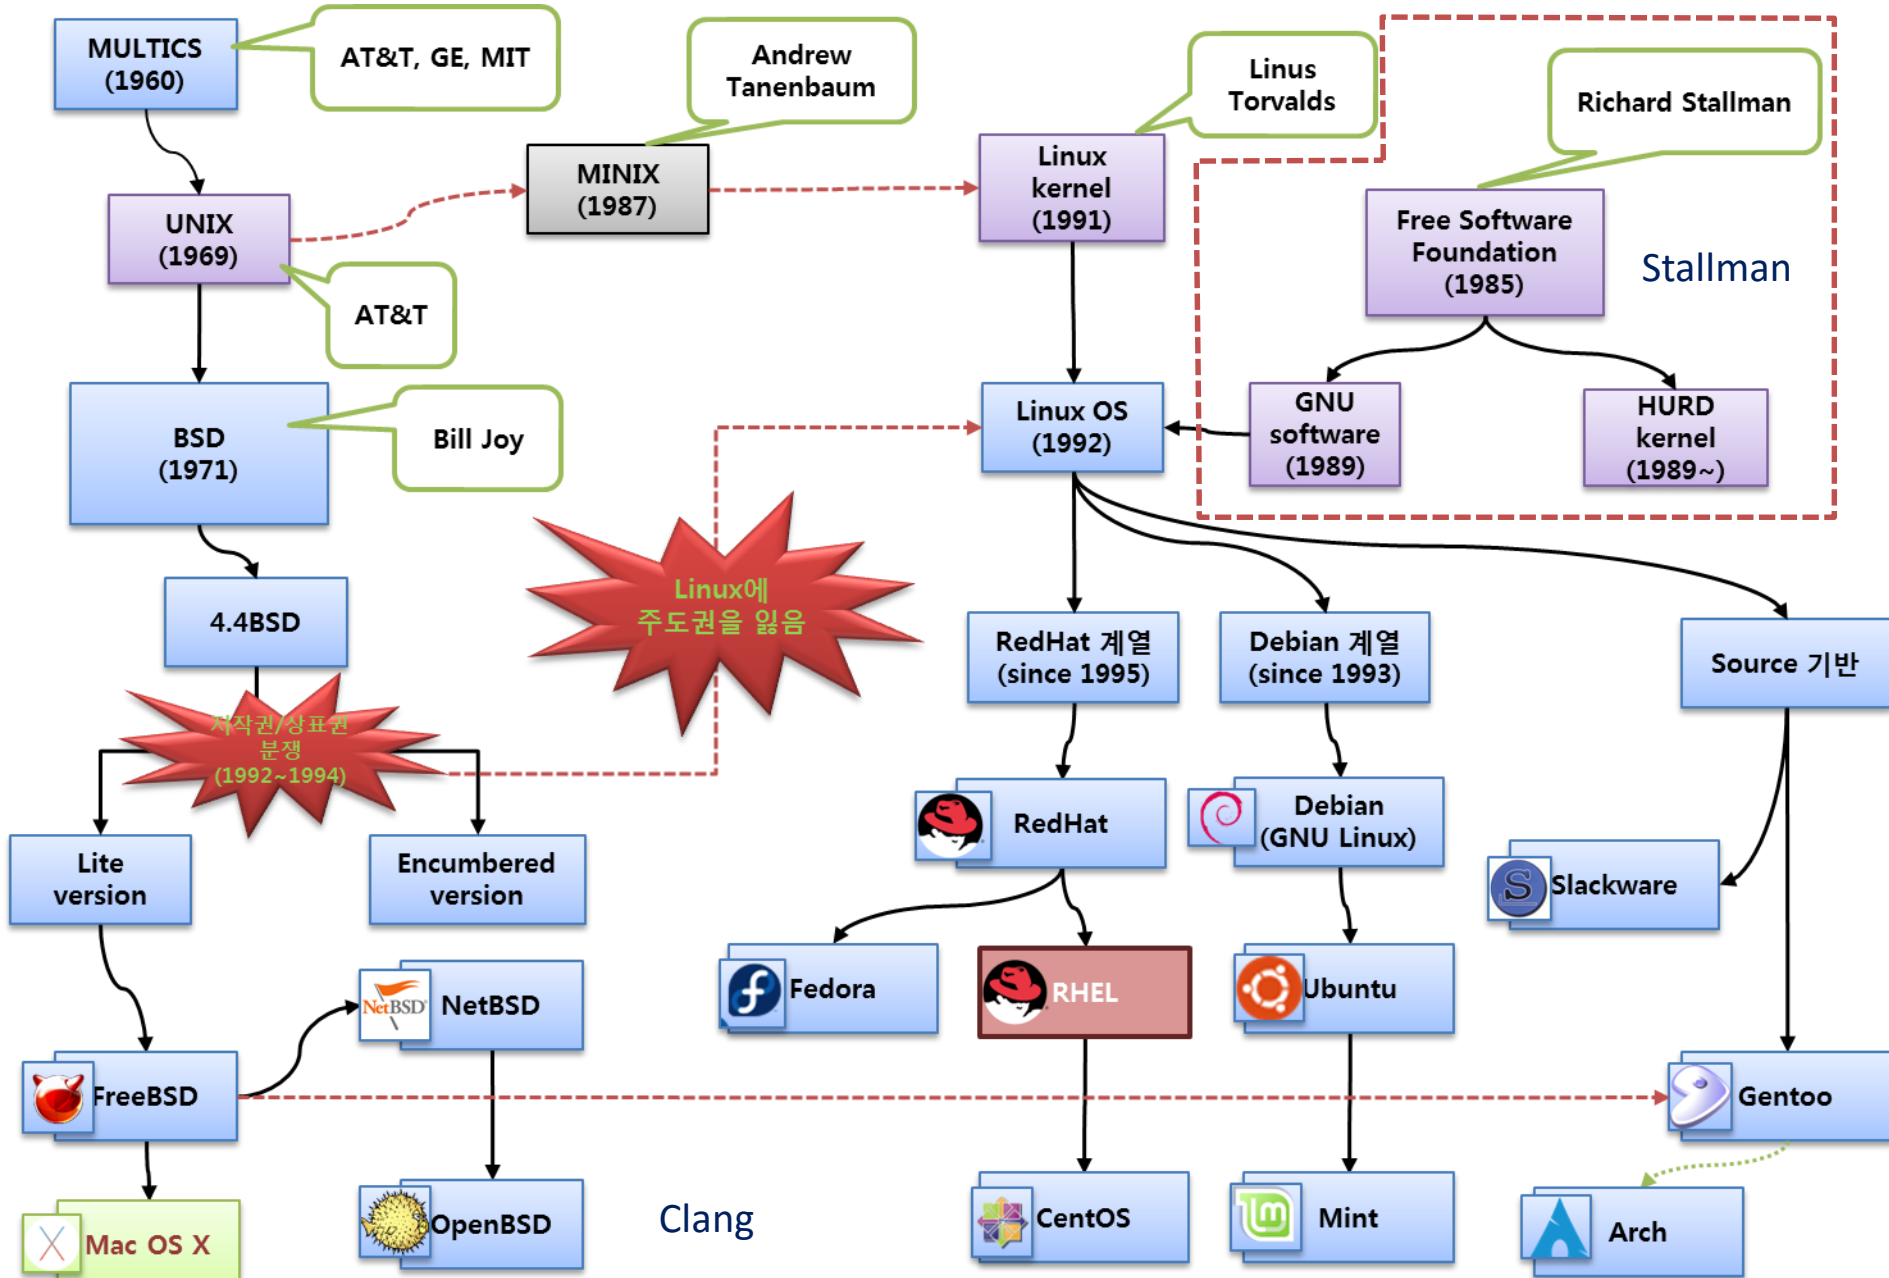 MULTICS
(1960)
AT&T, GE, MIT
Andrew
Tanenbaum
Linus
Torvalds
Richard Stallman
UNIX
(1969)
MINIX
(1987)
Linux
kernel
(1991)
Free Software
Foundation
(1985)
Stallman
AT&T
BSD
(1971)
Bill Joy
Linux OS
(1992)
GNU
software
(1989)
HURD
kernel
(1989~)
4.4BSD
Linux에
주도권을 잃음
RedHat 계열
(since 1995)
Debian 계열
(since 1993)
Source 기반
저작권/상표권
분쟁
(1992~1994)
Lite
version
Encumbered
version
RedHat
Debian
(GNU Linux)
S
Slackware
Fedora
RHEL
Ubuntu
NetBSD
NetBSD
FreeBSD
Gentoo
Mac OS X
OpenBSD
Clang
CentOS
Mint
Arch